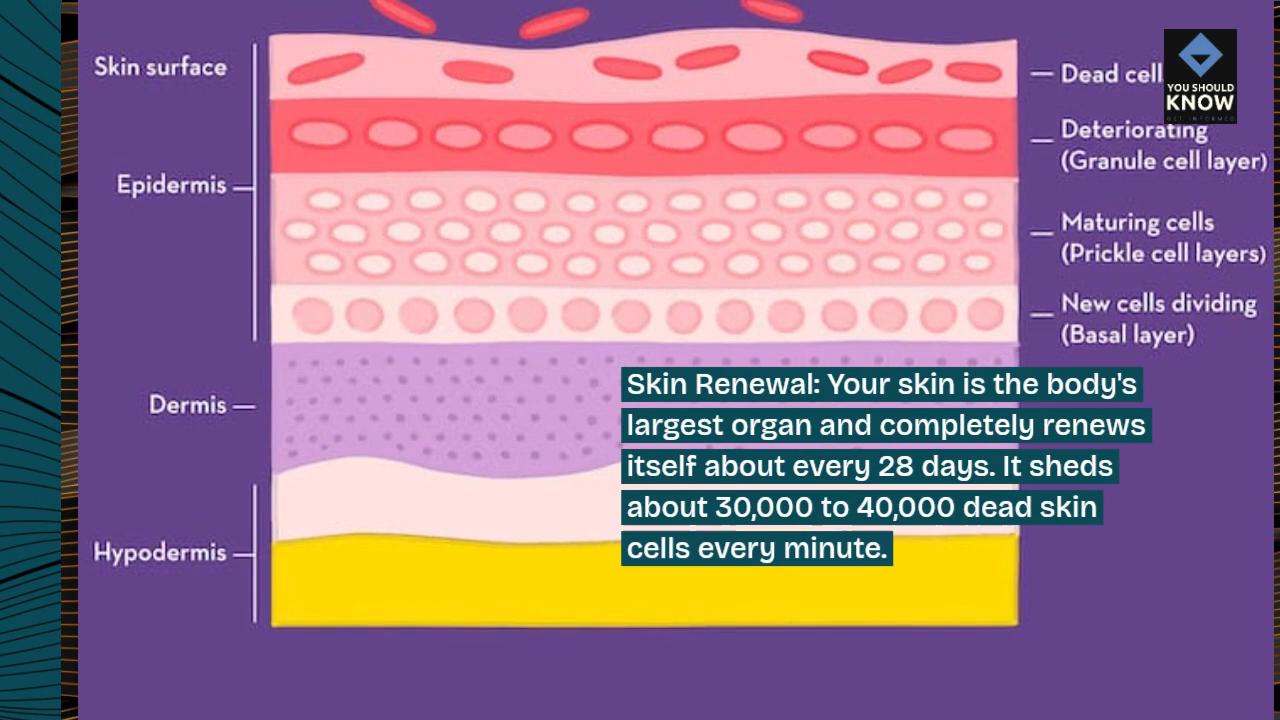 Skin surface
Epidermis
Dermis
Hypodermis
Dead cell
Deteriorating
(Granule cell layer)
Maturing cells
(Prickle cell layers)
New cells dividing
(Basal layer)
YOU SHOULD
KNOW
GET INFORMED
Skin Renewal: Your skin is the body's
largest organ and completely renews
itself about every 28 days. It sheds
about 30,000 to 40,000 dead skin
cells every minute.